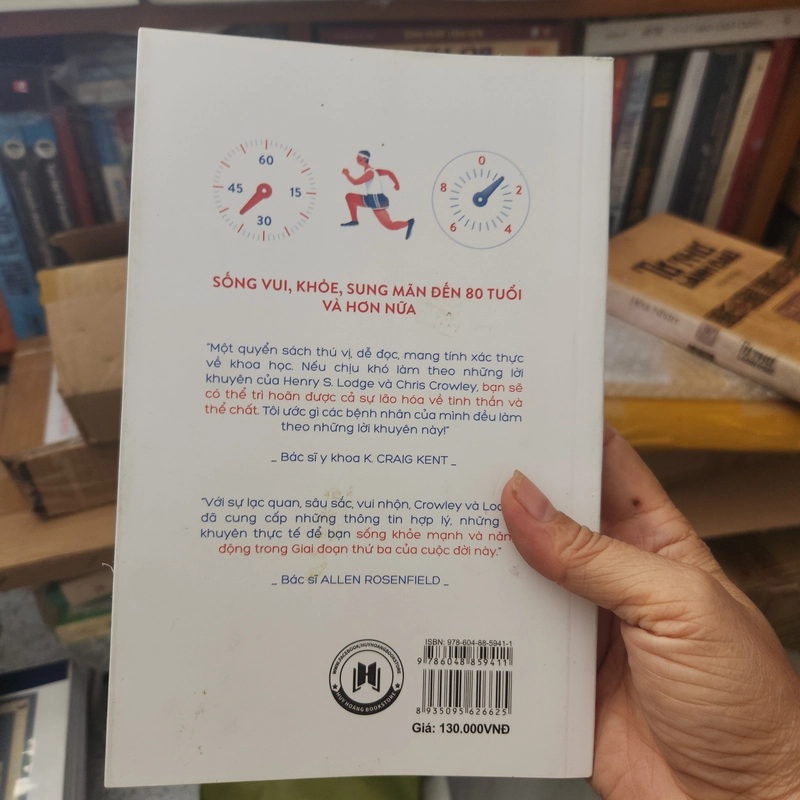 60
45
15
30
0
8
2
6
4
SỐNG VUI, KHỎE, SUNG MÃN ĐẾN 80 TUỔI
VÀ HƠN NỮA
"Một quyển sách thú vị, dễ đọc, mang tính xác thực
về khoa học. Nếu chịu khó làm theo những lời
khuyên của Henry S. Lodge và Chris Crowley, bạn sẽ
có thể trì hoãn được cả sự lão hóa về tinh thần và
thể chất. Tôi ước gì các bệnh nhân của mình đều làm
theo những lời khuyên này!"
_ Bác sĩ y khoa K. CRAIG KENT _
"Với sự lạc quan, sâu sắc, vui nhộn, Crowley và
đã cung cấp những thông tin hợp lý, những
khuyên thực tế để bạn sống khỏe mạnh và
động trong Giai đoạn thứ ba của cuộc đời này."
_ Bác sĩ ALLEN ROSENFIELD _
ISBN: 978-604-88-5941-1
9 786048 859411
8 935095 626625
Giá: 130.000VNĐ
WWW.FACEBOOK/HUYHOANGBOOKSTORE
HUY HOANG BOOKSTORE